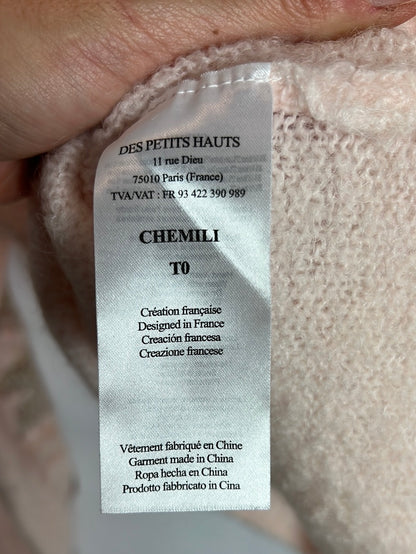 DES PETITS HAUTS
11 rue Dieu
75010 Paris (France)
TVA/VAT : FR 93 422 390 989
CHEMILI
T0
Création française
Designed in France
Creación francesa
Creazione francese
Vêtement fabriqué en Chine
Garment made in China
Ropa hecha en China
Prodotto fabbricato in Cina